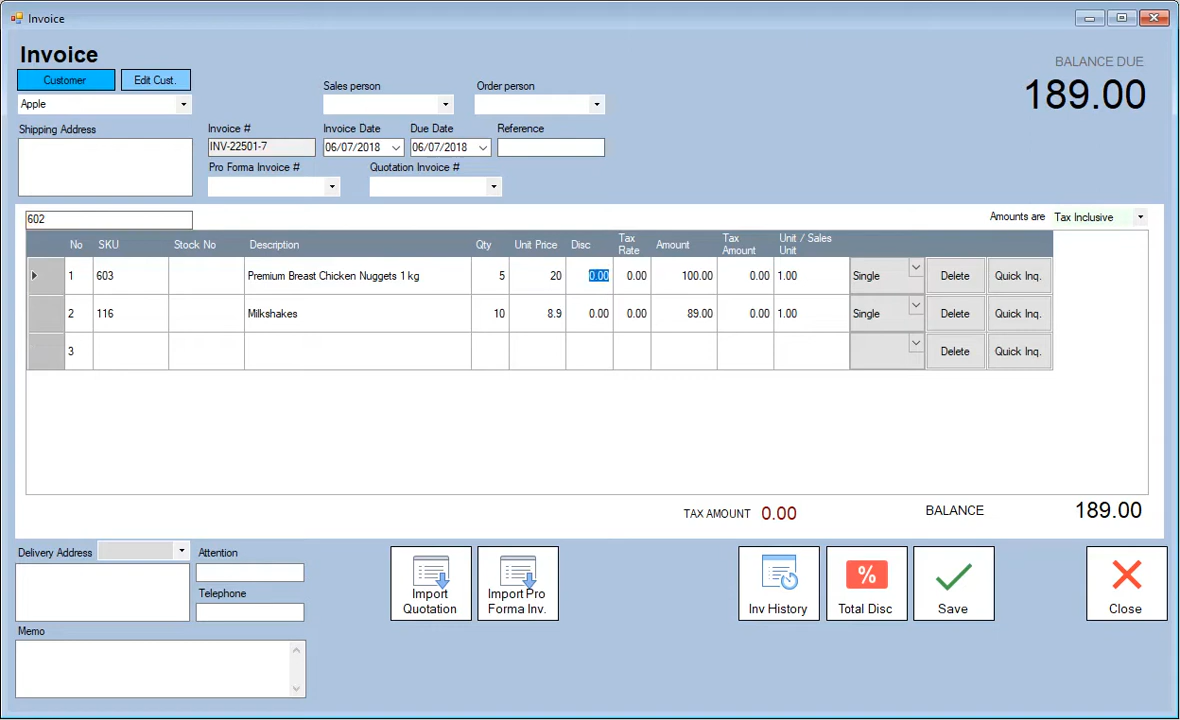 Invoice
Invoice
BALANCE DUE
189.00
Customer
Edit Cust.
Apple
Sales person
Order person
Shipping Address
Invoice #
Invoice Date
Due Date
Reference
INV-22501-7
06/07/2018
06/07/2018
Pro Forma Invoice #
Quotation Invoice #
602
Amounts are Tax Inclusive
No SKU Stock No Description Qty Unit Price Disc Tax Rate Amount Tax Amount Unit / Sales Unit
1 603 Premium Breast Chicken Nuggets 1 kg 5 20 0.00 0.00 100.00 0.00 1.00 Single Delete Quick Inq.
2 116 Milkshakes 10 8.9 0.00 0.00 89.00 0.00 1.00 Single Delete Quick Inq.
3 Delete Quick Inq.
TAX AMOUNT 0.00
BALANCE 189.00
Delivery Address
Attention
Telephone
Memo
Import
Quotation
Import Pro
Forma Inv.
Inv History
%
Total Disc
Save
Close